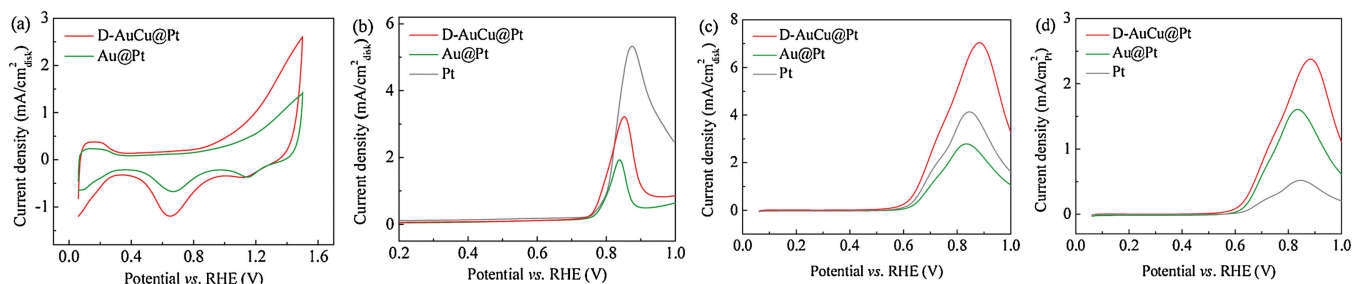 (a)
3
2
1
0
-1
0.0 0.4 0.8 1.2 1.6
D-AuCu@Pt
Au@Pt
Current density (mA/cm²disk)
Potential vs. RHE (V)
(b)
6
4
2
0
0.2 0.4 0.6 0.8 1.0
D-AuCu@Pt
Au@Pt
Pt
Current density (mA/cm²disk)
Potential vs. RHE (V)
(c)
8
6
4
2
0
0.0 0.2 0.4 0.6 0.8 1.0
D-AuCu@Pt
Au@Pt
Pt
Current density (mA/cm²disk)
Potential vs. RHE (V)
(d)
3
2
1
0
0.0 0.2 0.4 0.6 0.8 1.0
D-AuCu@Pt
Au@Pt
Pt
Current density (mA/cm²Pt)
Potential vs. RHE (V)